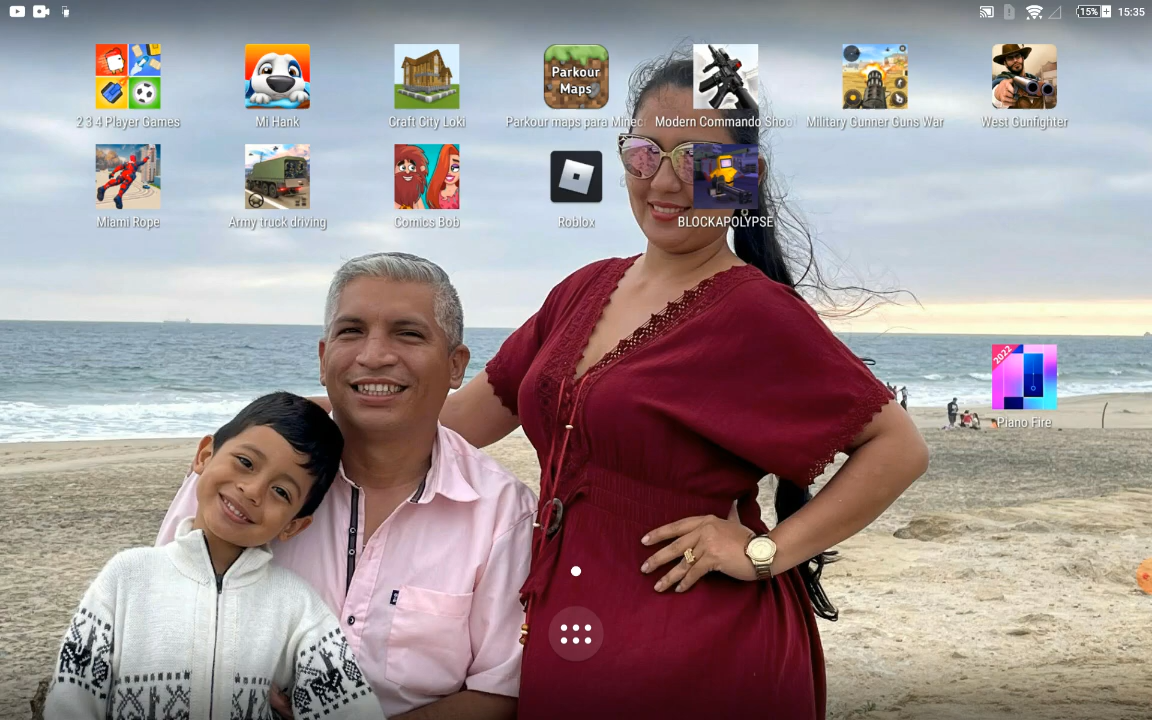 15% 15:35
Parkour
Maps
2 3 4 Player Games
Mi Hank
Craft City Loki
Parkour maps para Minec
Modern Commando Shoo
Military Gunner Guns War
West Gunfighter
Miami Rope
Army truck driving
Comics Bob
Roblox
BLOCKAPOLYPSE
2022
Piano Fire